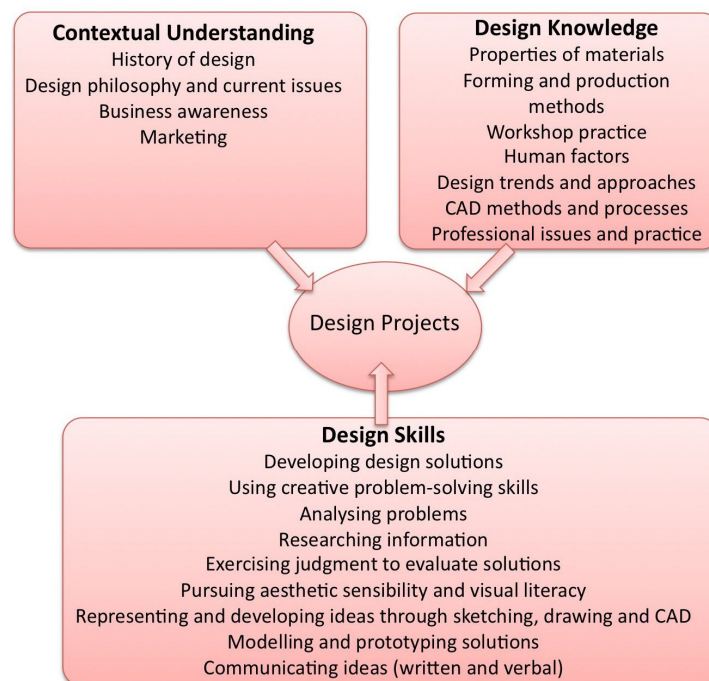 Contextual Understanding
History of design
Design philosophy and current issues
Business awareness
Marketing
Design Knowledge
Properties of materials
Forming and production
methods
Workshop practice
Human factors
Design trends and approaches
CAD methods and processes
Professional issues and practice
Design Projects
Design Skills
Developing design solutions
Using creative problem-solving skills
Analysing problems
Researching information
Exercising judgment to evaluate solutions
Pursuing aesthetic sensibility and visual literacy
Representing and developing ideas through sketching, drawing and CAD
Modelling and prototyping solutions
Communicating ideas (written and verbal)